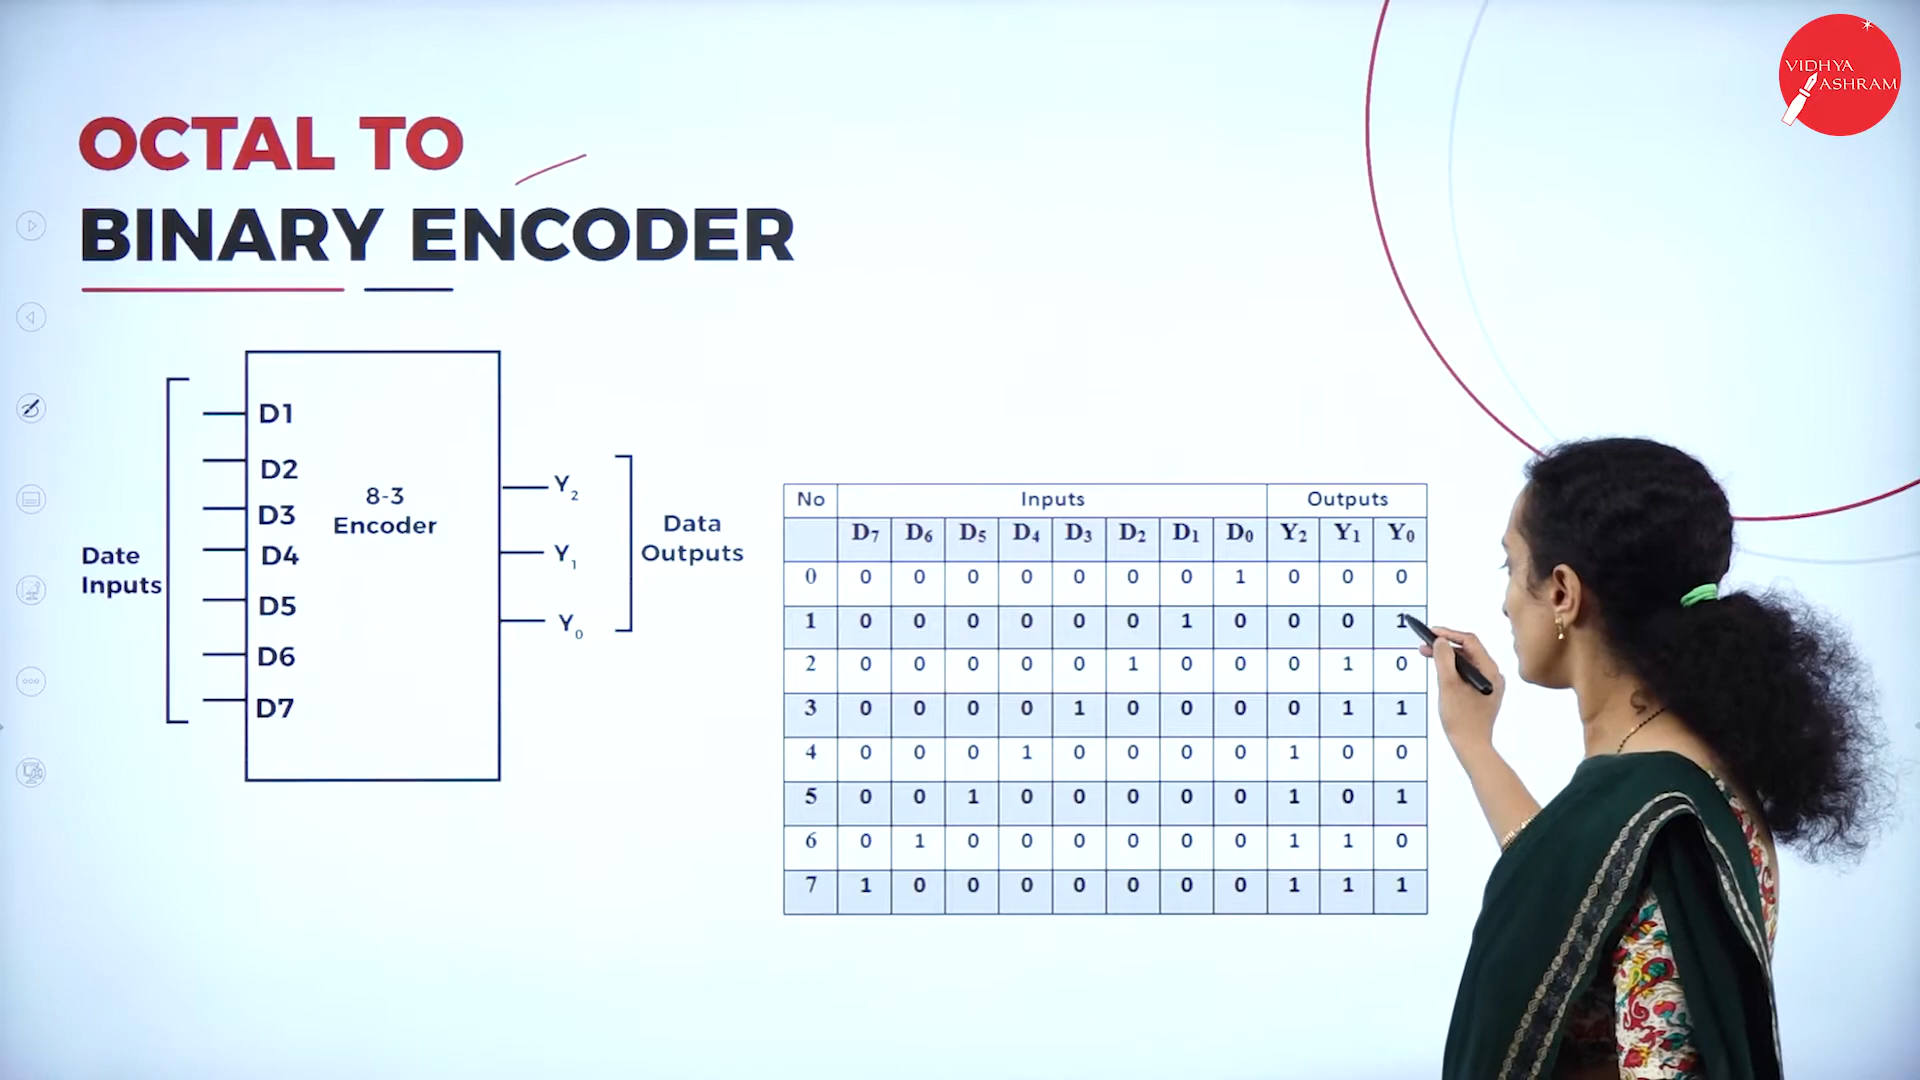 VIDHYA
ASHRAM
OCTAL TO
BINARY ENCODER
D1
D2
D3
D4
D5
D6
D7
8-3
Encoder
Date
Inputs
Y2
Y1
Y0
Data
Outputs
No Inputs Outputs
D7 D6 D5 D4 D3 D2 D1 D0 Y2 Y1 Y0
0 0 0 0 0 0 0 0 1 0 0 0
1 0 0 0 0 0 0 1 0 0 0 1
2 0 0 0 0 0 1 0 0 0 1 0
3 0 0 0 0 1 0 0 0 0 1 1
4 0 0 0 1 0 0 0 0 1 0 0
5 0 0 1 0 0 0 0 0 1 0 1
6 0 1 0 0 0 0 0 0 1 1 0
7 1 0 0 0 0 0 0 0 1 1 1